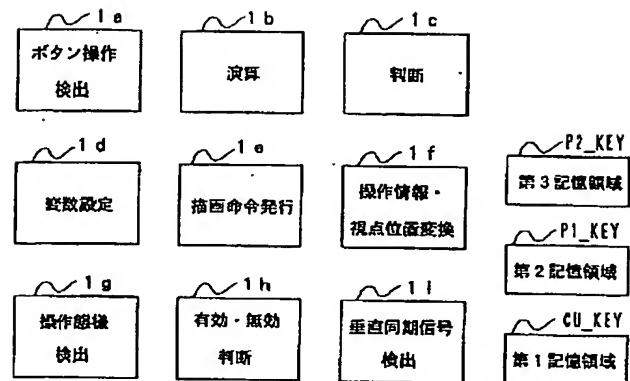 1a
ボタン操作
検出
1b
演算
1c
判断
1d
変数設定
1e
描画命令発行
1f
操作情報・
視点位置変換
P2_KEY
第3記憶領域
P1_KEY
第2記憶領域
1g
操作態様
検出
1h
有効・無効
判断
1i
垂直同期信号
検出
CU_KEY
第1記憶領域